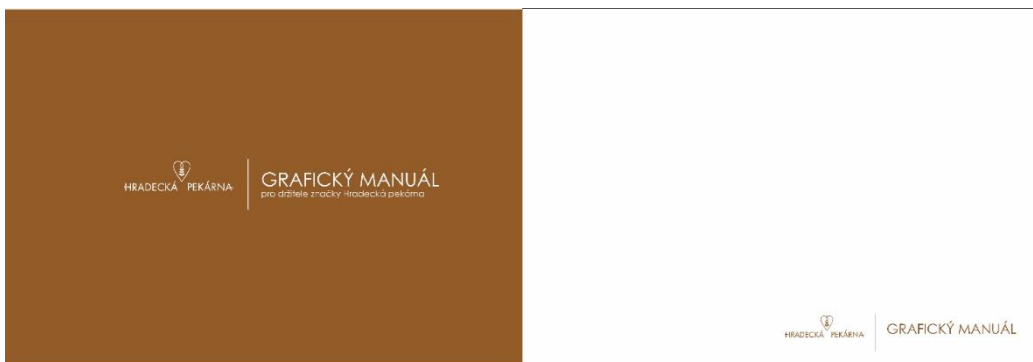 HRADECKÁ PEKÁRNA
GRAFICKÝ MANUÁL
pro držitele značky Hradecká pekárna
HRADECKÁ PEKÁRNA
GRAFICKÝ MANUÁL